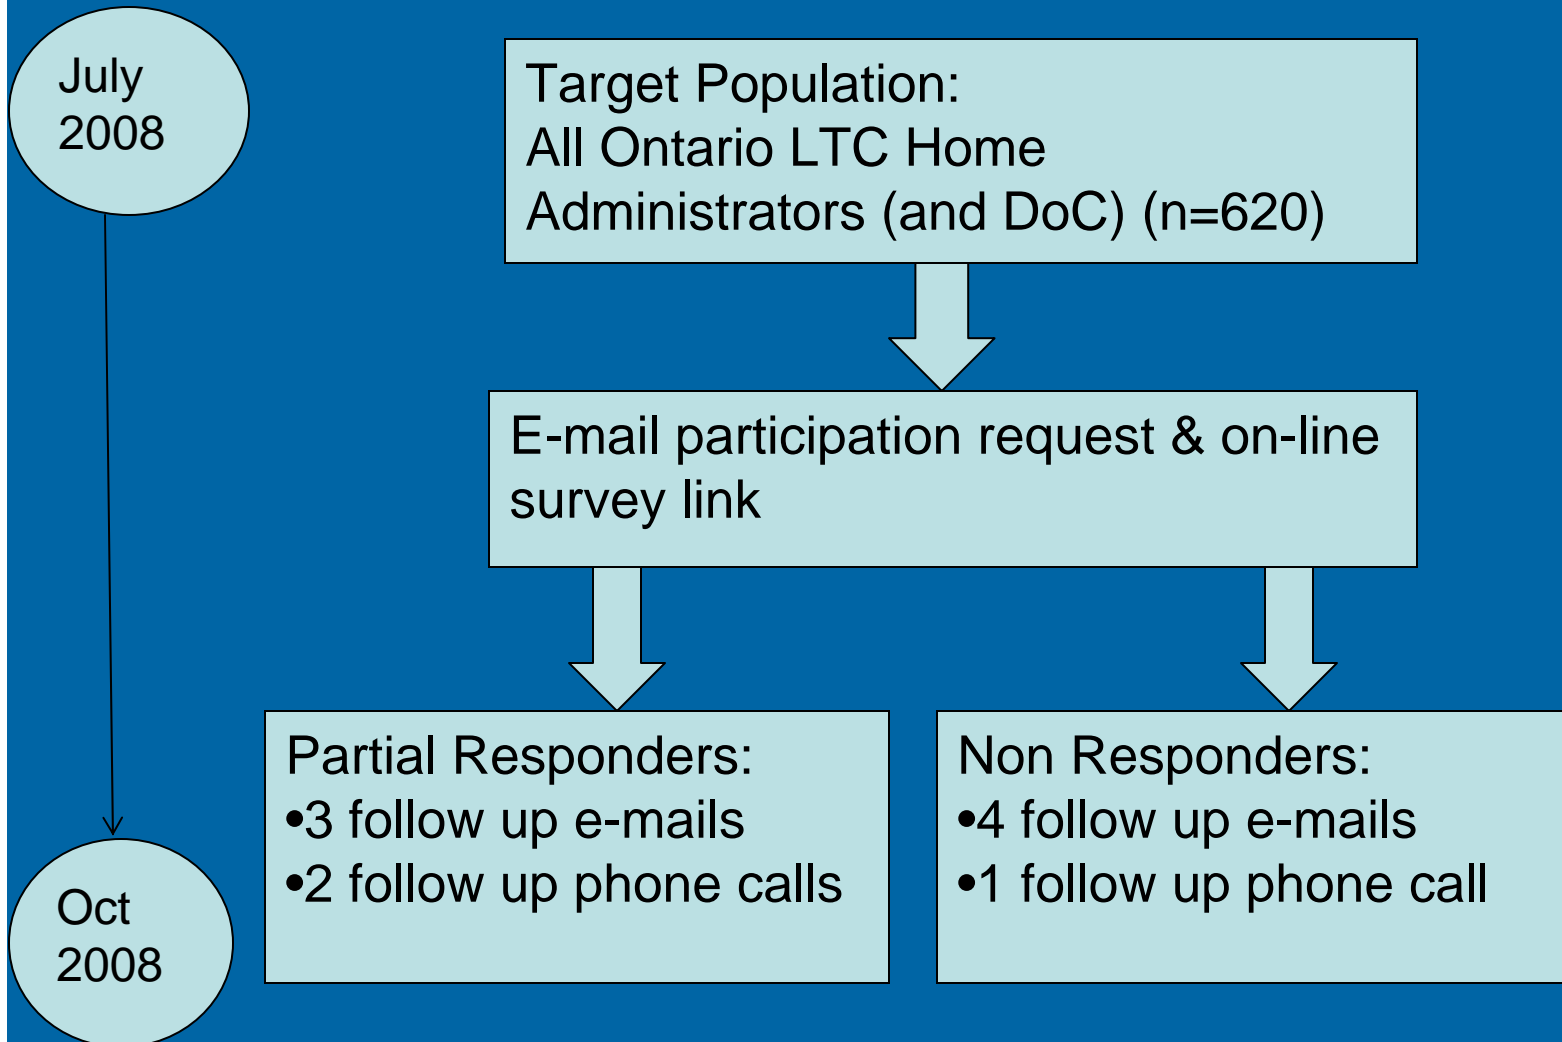 July
2008
Target Population:
All Ontario LTC Home
Administrators (and DoC) (n=620)
E-mail participation request & on-line
survey link
Partial Responders:
•3 follow up e-mails
•2 follow up phone calls
Non Responders:
•4 follow up e-mails
•1 follow up phone call
Oct
2008